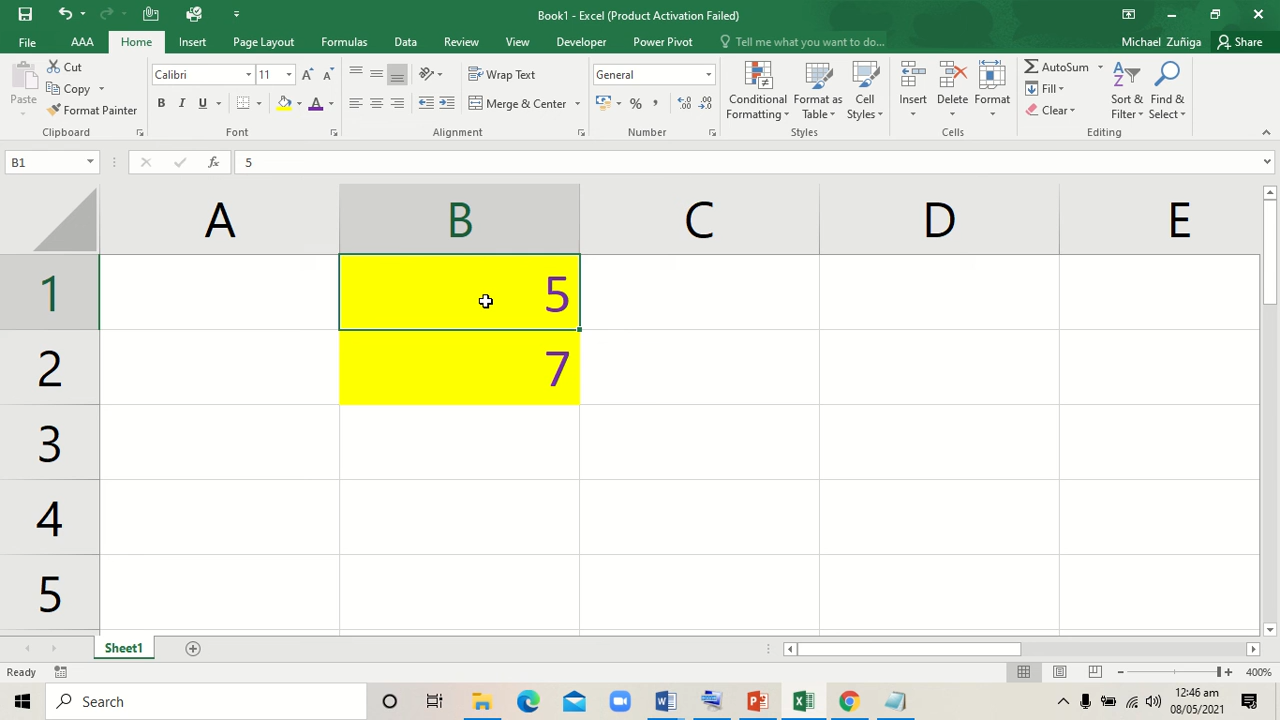 Book1 - Excel (Product Activation Failed)
File AAA Home Insert Page Layout Formulas Data Review View Developer Power Pivot Tell me what you want to do... Michael Zuñiga Share
Paste Cut Calibri 11 Wrap Text General Conditional Formatting Format as Table Cell Styles Insert Delete Format AutoSum Sort & Filter Find & Select
Copy Fill
Format Painter B I U A Merge & Center % , Clear
Clipboard Font Alignment Number Styles Cells Editing
B1 fx 5
A B C D E
1 5
2 7
3
4
5
Sheet1
Ready 400%
Search 12:46 am
08/05/2021